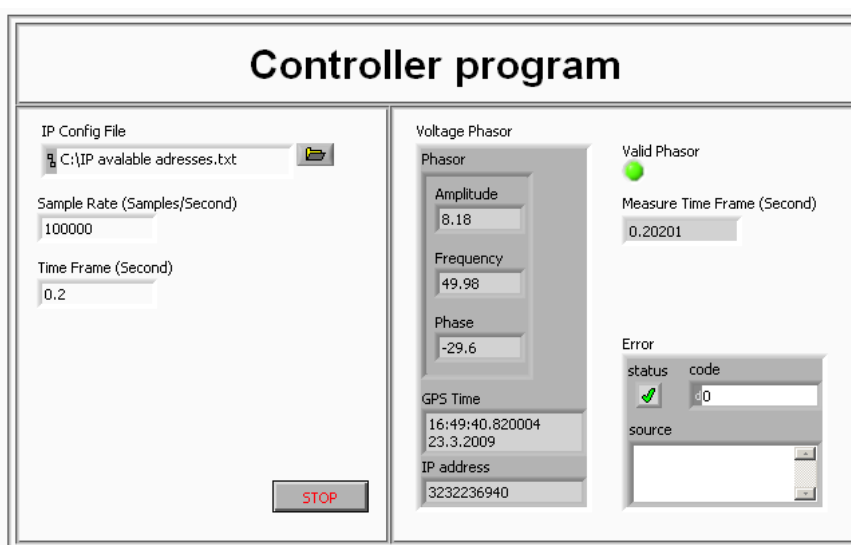 Controller program
IP Config File
C:\IP avalable adresses.txt
Sample Rate (Samples/Second)
100000
Time Frame (Second)
0.2
STOP
Voltage Phasor
Phasor
Amplitude
8.18
Frequency
49.98
Phase
-29.6
GPS Time
16:49:40.820004
23.3.2009
IP address
3232236940
Valid Phasor
Measure Time Frame (Second)
0.20201
Error
status
code
d0
source